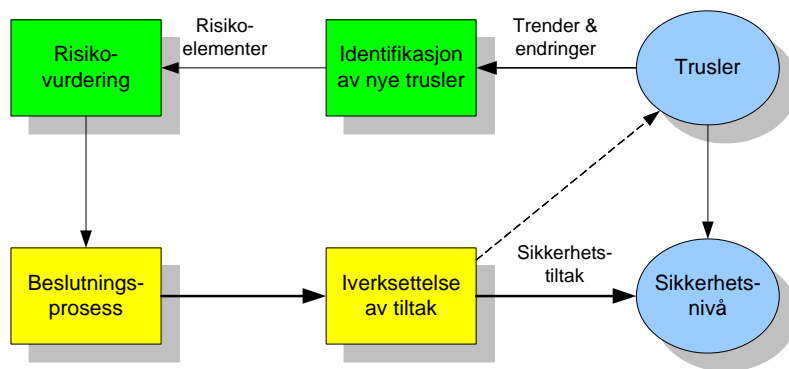 Risiko-
vurdering
Risiko-
elementer
Identifikasjon
av nye trusler
Trender &
endringer
Trusler
Beslutnings-
prosess
Iverksettelse
av tiltak
Sikkerhets-
tiltak
Sikkerhets-
nivå